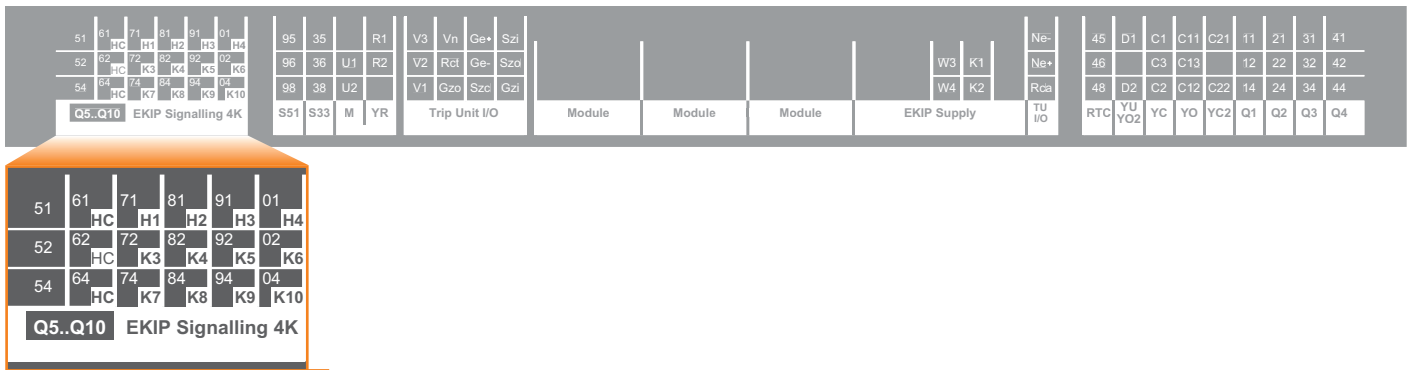 51 61 HC 71 H1 81 H2 91 H3 01 H4 95 35 R1 V3 Vn Ge+ Szi Ne- 45 D1 C1 C11 C21 11 21 31 41
52 62 HC 72 K3 82 K4 92 K5 02 K6 96 36 U1 R2 V2 Rct Ge- Szo W3 K1 Ne+ 46 C3 C13 12 22 32 42
54 64 HC 74 K7 84 K8 94 K9 04 K10 98 38 U2 V1 Gzo Szc Gzi W4 K2 Rca 48 D2 C2 C12 C22 14 24 34 44
Q5..Q10 EKIP Signalling 4K S51 S33 M YR Trip Unit I/O Module Module Module EKIP Supply TU I/O RTC YU YO2 YC YO YC2 Q1 Q2 Q3 Q4
51 61 HC 71 H1 81 H2 91 H3 01 H4
52 62 HC 72 K3 82 K4 92 K5 02 K6
54 64 HC 74 K7 84 K8 94 K9 04 K10
Q5..Q10 EKIP Signalling 4K